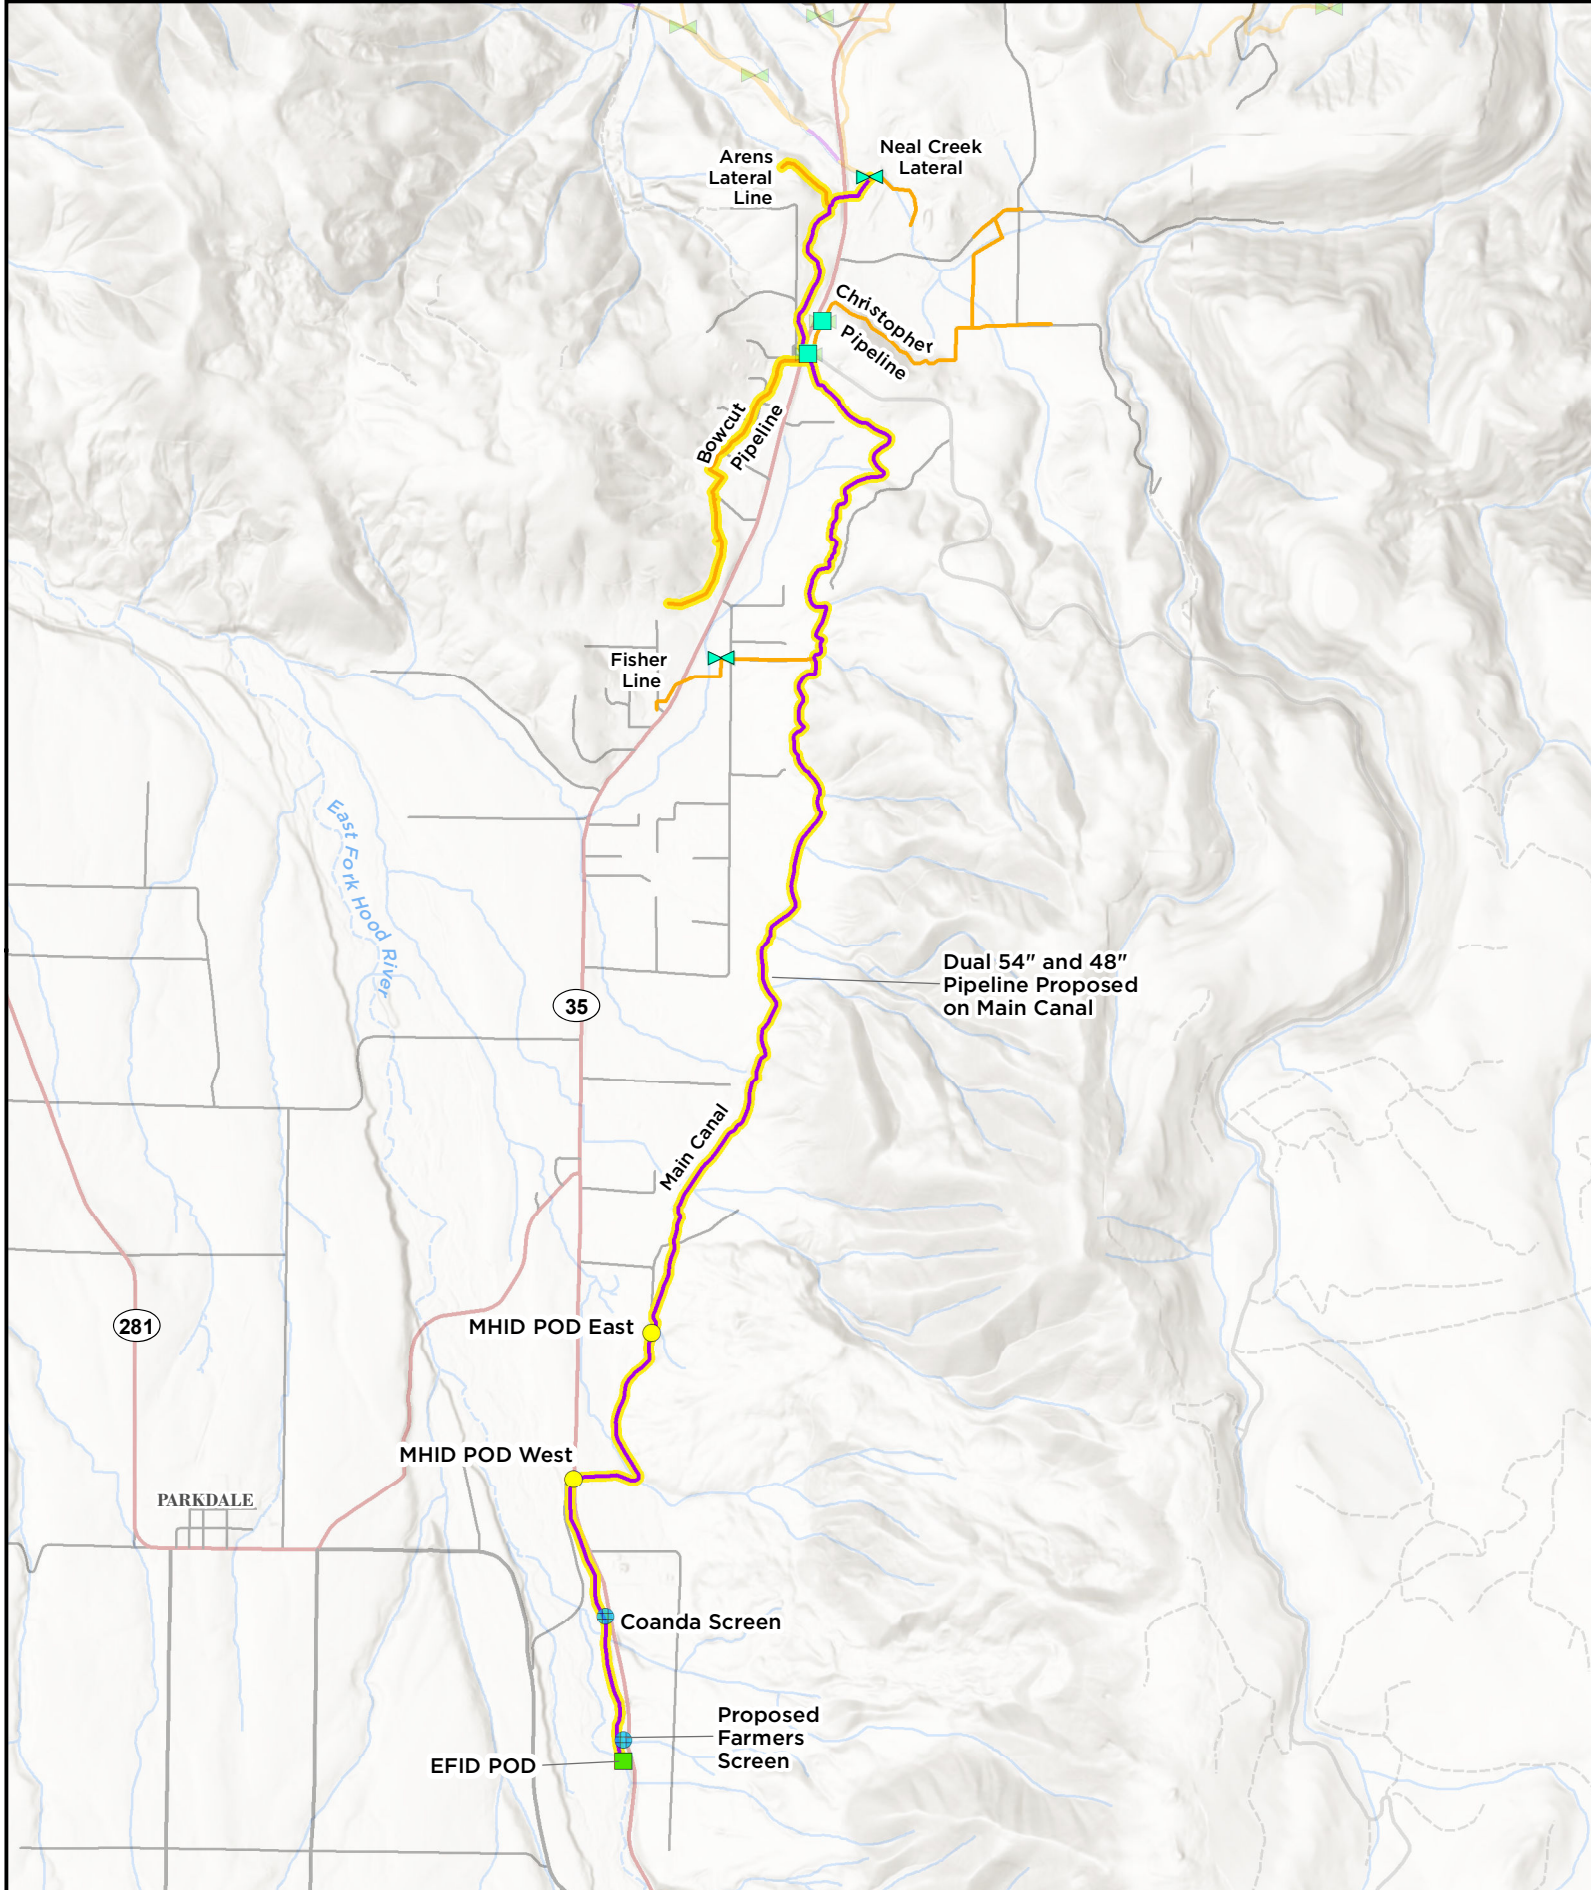 Neal Creek
Lateral
Arens
Lateral
Line
Christopher
Pipeline
Bowcut
Pipeline
Fisher
Line
East Fork Hood River
Dual 54" and 48"
Pipeline Proposed
on Main Canal
35
Main Canal
281
MHID POD East
MHID POD West
PARKDALE
Coanda Screen
Proposed
Farmers
Screen
EFID POD